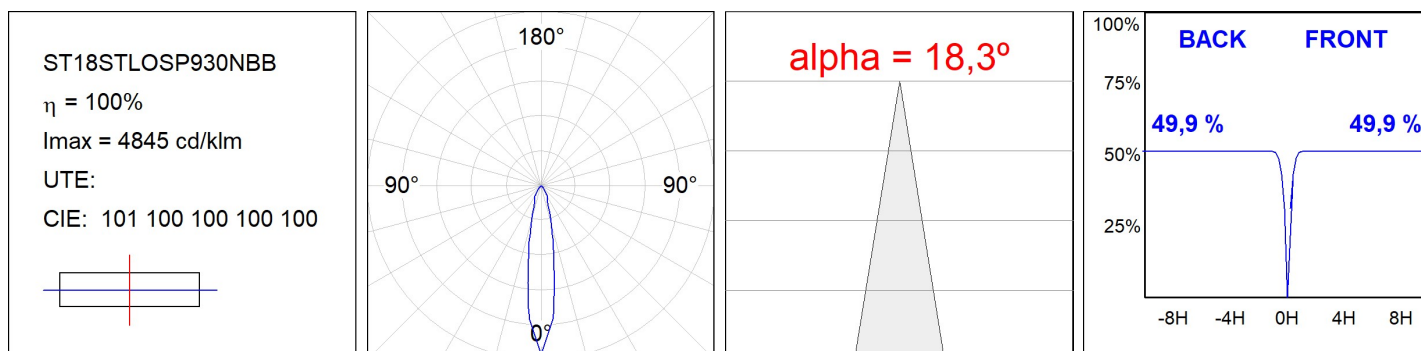 ST18STLOSP930NBB
η = 100%
Imax = 4845 cd/klm
UTE:
CIE:  101 100 100 100 100
180°
90°
90°
0°
alpha = 18,3º
100%
75%
50%
25%
BACK
FRONT
49,9 %
49,9 %
-8H
-4H
0H
4H
8H